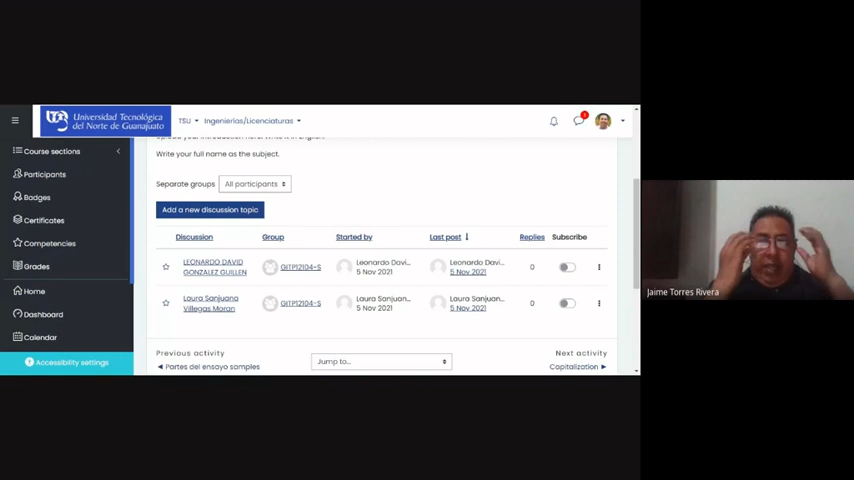 Universidad Tecnológica
del Norte de Guanajuato
TSU
Ingenierías/Licenciaturas
Course sections
Participants
Badges
Certificates
Competencies
Grades
Home
Dashboard
Calendar
Accessibility settings
Write your full name as the subject.
Separate groups
All participants
Add a new discussion topic
Discussion Group Started by Last post Replies Subscribe
LEONARDO DAVID
GONZALEZ GUILLEN
GITP12104-S
Leonardo Davi...
5 Nov 2021
Leonardo Davi...
5 Nov 2021
0
Laura Sanjuana
Villegas Moran
GITP12104-S
Laura Sanjuan...
5 Nov 2021
Laura Sanjuan...
5 Nov 2021
0
Previous activity
◄ Partes del ensayo samples
Jump to...
Next activity
Capitalization ►
Jaime Torres Rivera